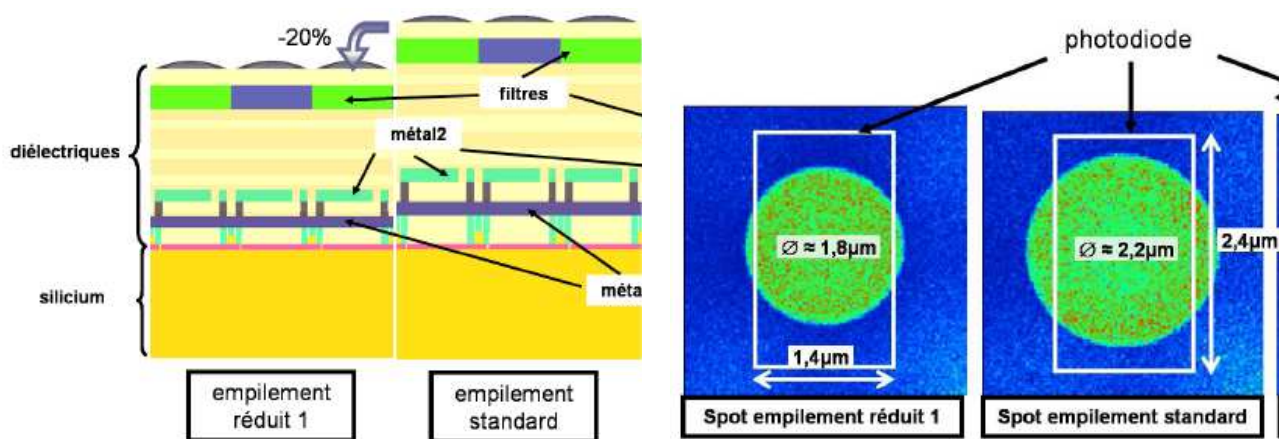 -20%
filtres
métal2
diélectriques
méta
silicium
empilement
réduit 1
empilement
standard
photodiode
Ø ≈ 1,8µm
Ø ≈ 2,2µm
2,4µm
1,4µm
Spot empilement réduit 1
Spot empilement standard